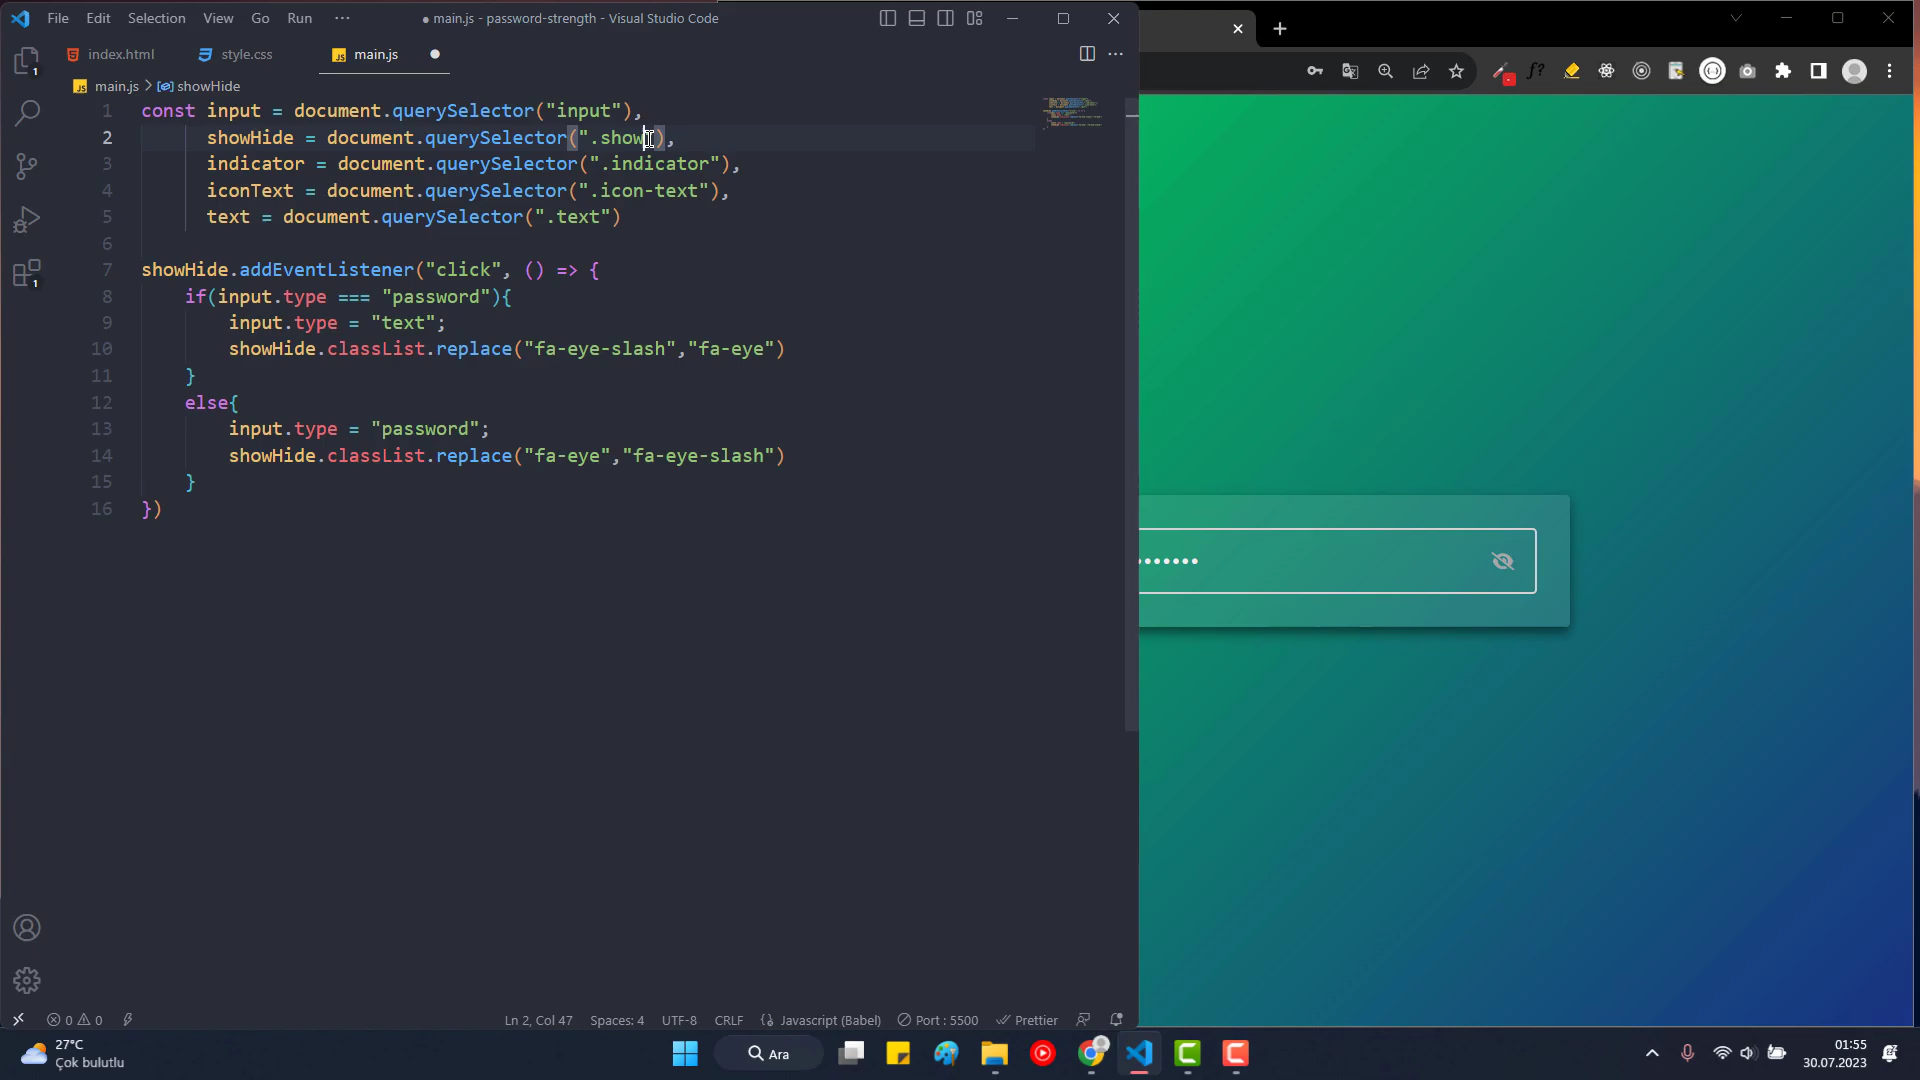 File Edit Selection View Go Run ··· ● main.js - password-strength - Visual Studio Code
index.html style.css JS main.js
main.js > showHide
1 const input = document.querySelector("input"),
2 showHide = document.querySelector(".show"),
3 indicator = document.querySelector(".indicator"),
4 iconText = document.querySelector(".icon-text"),
5 text = document.querySelector(".text")
6
7 showHide.addEventListener("click", () => {
8 if(input.type === "password"){
9 input.type = "text";
10 showHide.classList.replace("fa-eye-slash","fa-eye")
11 }
12 else{
13 input.type = "password";
14 showHide.classList.replace("fa-eye","fa-eye-slash")
15 }
16 })
1
1
f?
Ln 2, Col 47 Spaces: 4 UTF-8 CRLF {} Javascript (Babel) Port : 5500 Prettier
0 0
27°C
Çok bulutlu
Ara
01:55
30.07.2023